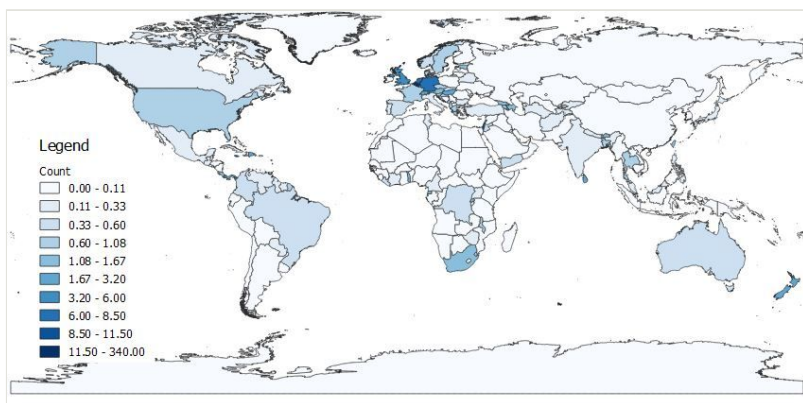 Legend
Count
0.00 - 0.11
0.11 - 0.33
0.33 - 0.60
0.60 - 1.08
1.08 - 1.67
1.67 - 3.20
3.20 - 6.00
6.00 - 8.50
8.50 - 11.50
11.50 - 340.00